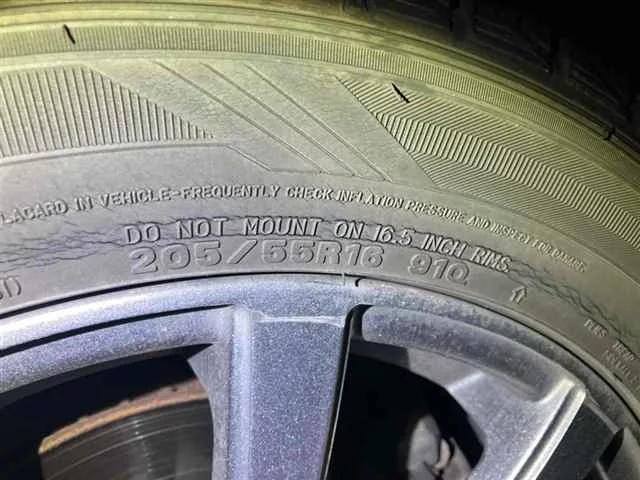 PLACARD IN VEHICLE-FREQUENTLY CHECK INFLATION PRESSURE AND INSPECT FOR DAMAGE
DO NOT MOUNT ON 16.5 INCH RIMS
205/55R16 91Q